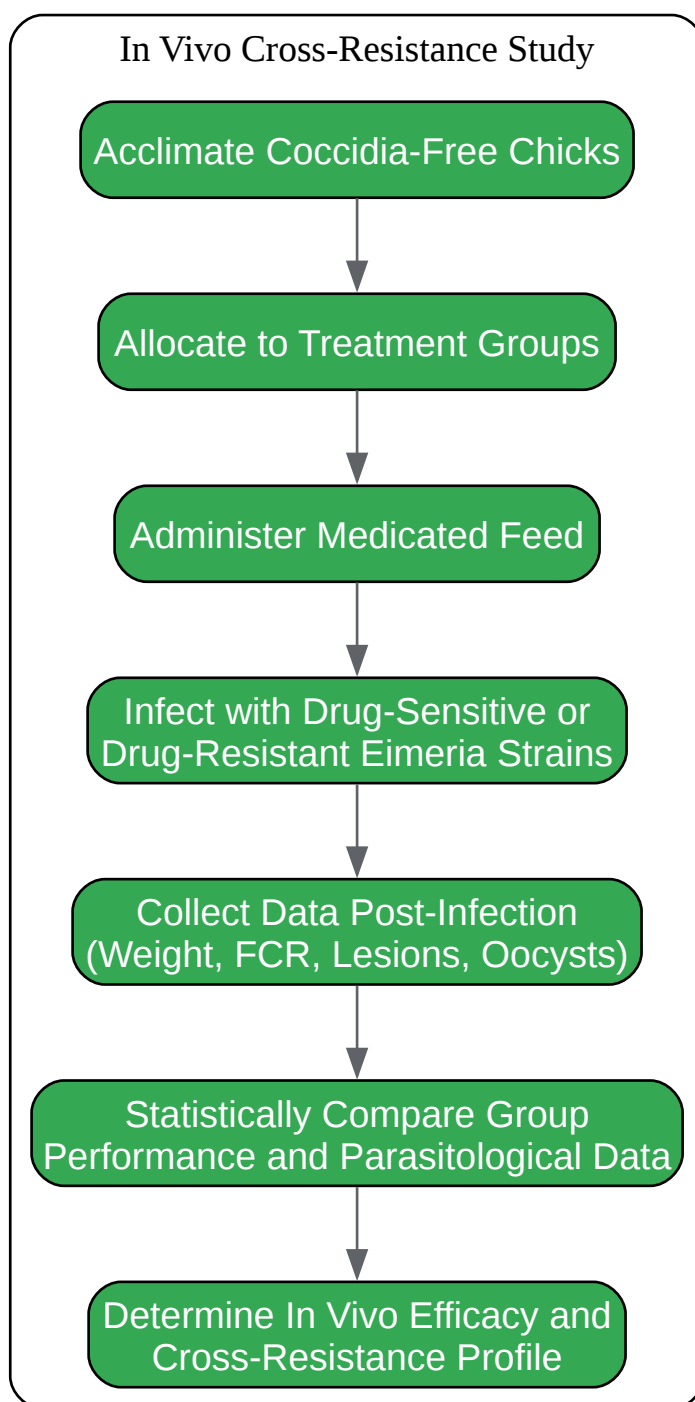 In Vivo Cross-Resistance Study
Acclimate Coccidia-Free Chicks
Allocate to Treatment Groups
Administer Medicated Feed
Infect with Drug-Sensitive or
Drug-Resistant Eimeria Strains
Collect Data Post-Infection
(Weight, FCR, Lesions, Oocysts)
Statistically Compare Group
Performance and Parasitological Data
Determine In Vivo Efficacy and
Cross-Resistance Profile